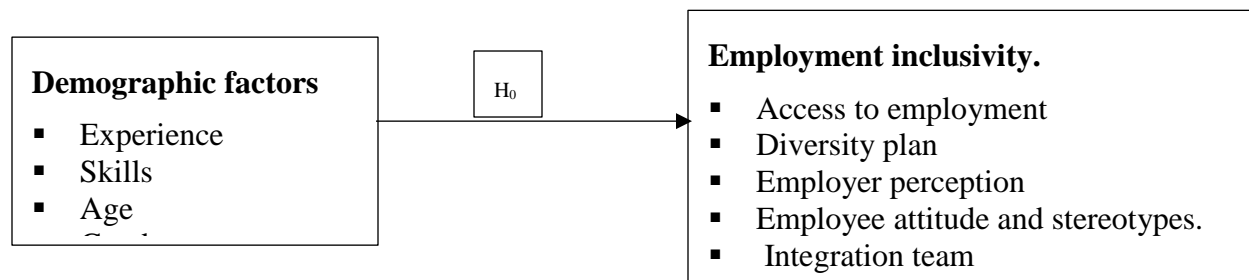 Demographic factors
▪ Experience
▪ Skills
▪ Age
H₀
Employment inclusivity.
▪ Access to employment
▪ Diversity plan
▪ Employer perception
▪ Employee attitude and stereotypes.
▪ Integration team